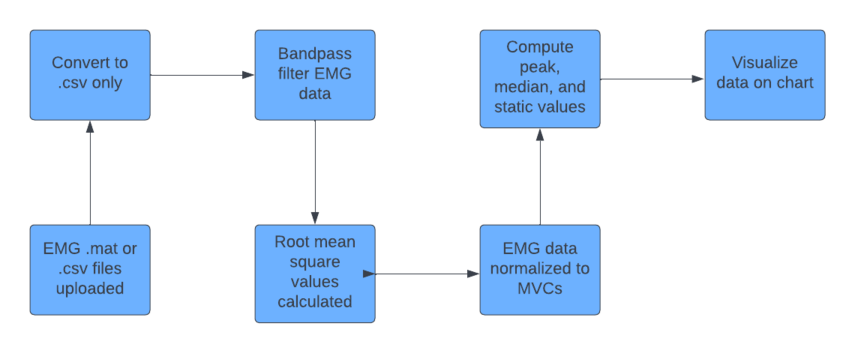 EMG .mat or
.csv files
uploaded
Convert to
.csv only
Bandpass
filter EMG
data
Root mean
square
values
calculated
EMG data
normalized to
MVCs
Compute
peak,
median, and
static values
Visualize
data on chart